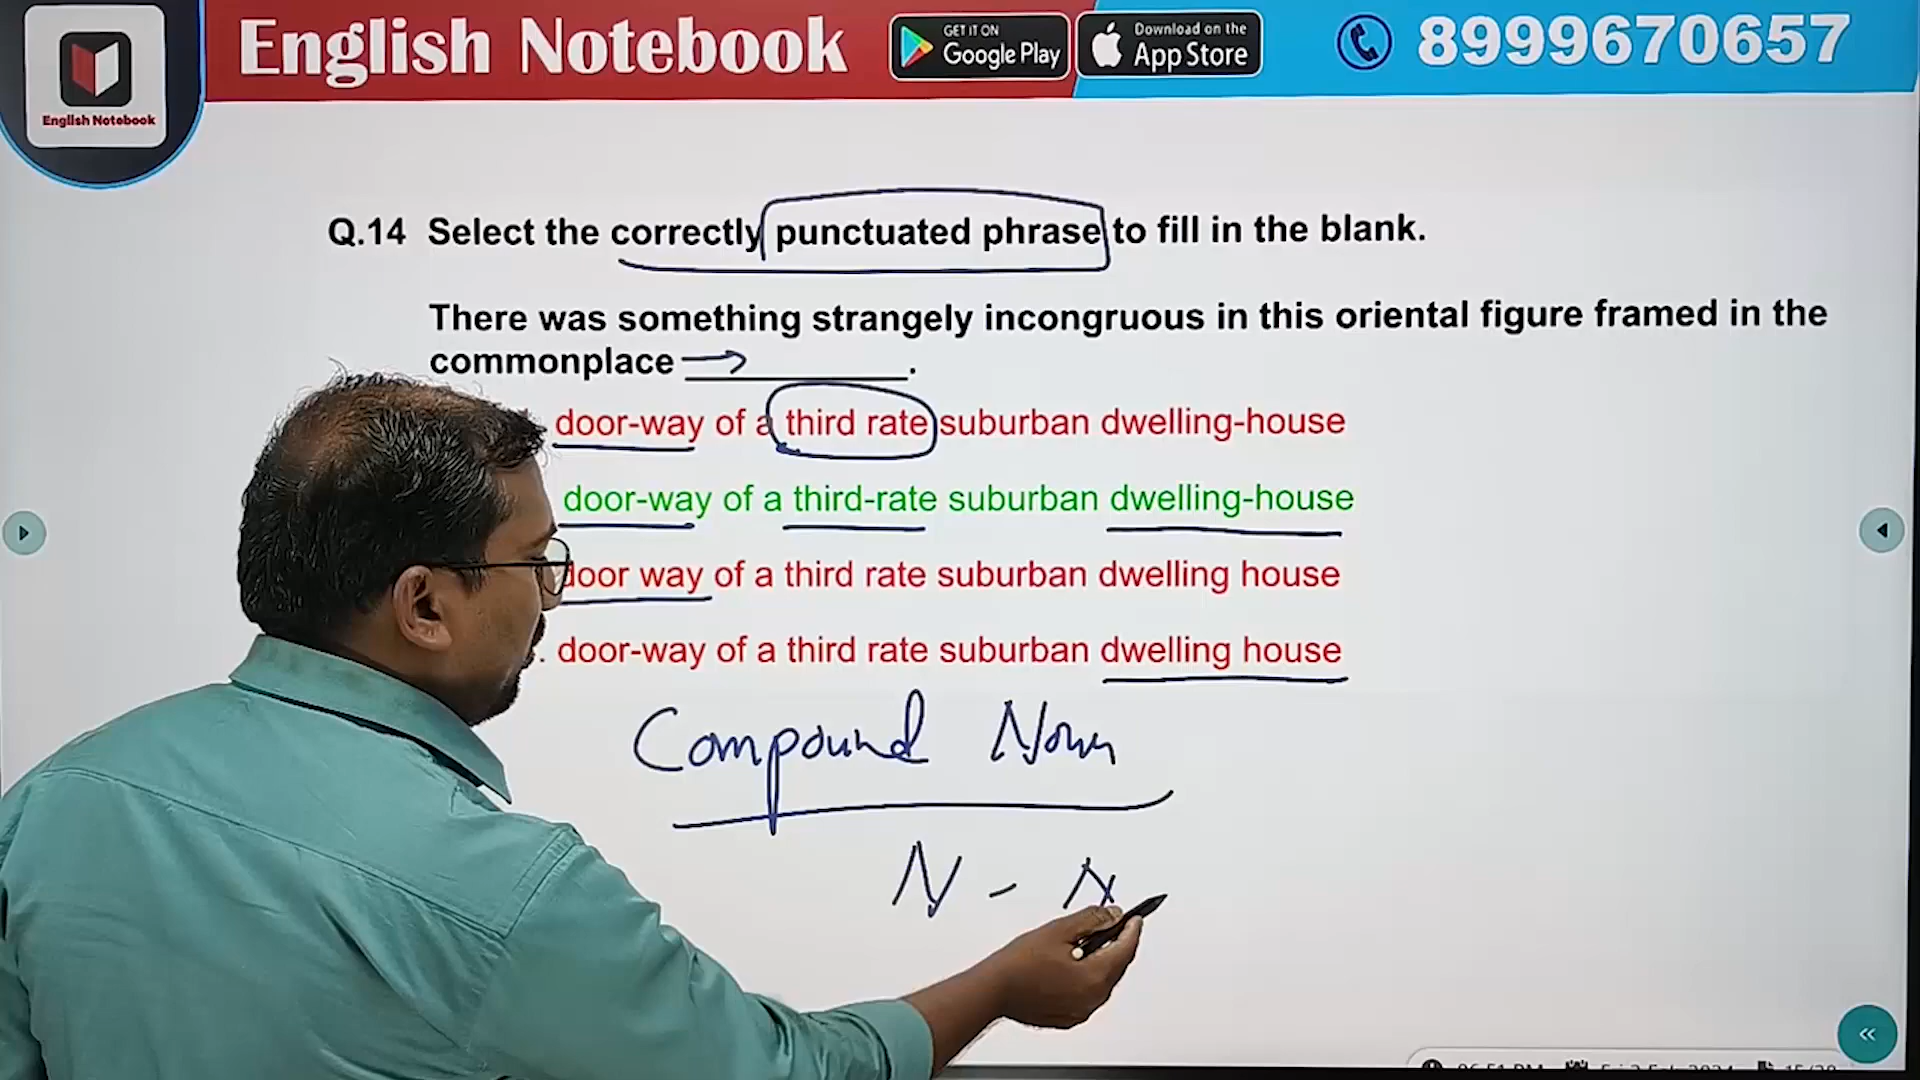 English Notebook
English Notebook
GET IT ON
Google Play
Download on the
App Store
8999670657
Q.14 Select the correctly punctuated phrase to fill in the blank.
There was something strangely incongruous in this oriental figure framed in the
commonplace → __________.
door-way of a third rate suburban dwelling-house
door-way of a third-rate suburban dwelling-house
door way of a third rate suburban dwelling house
. door-way of a third rate suburban dwelling house
Compound Noun
N - N